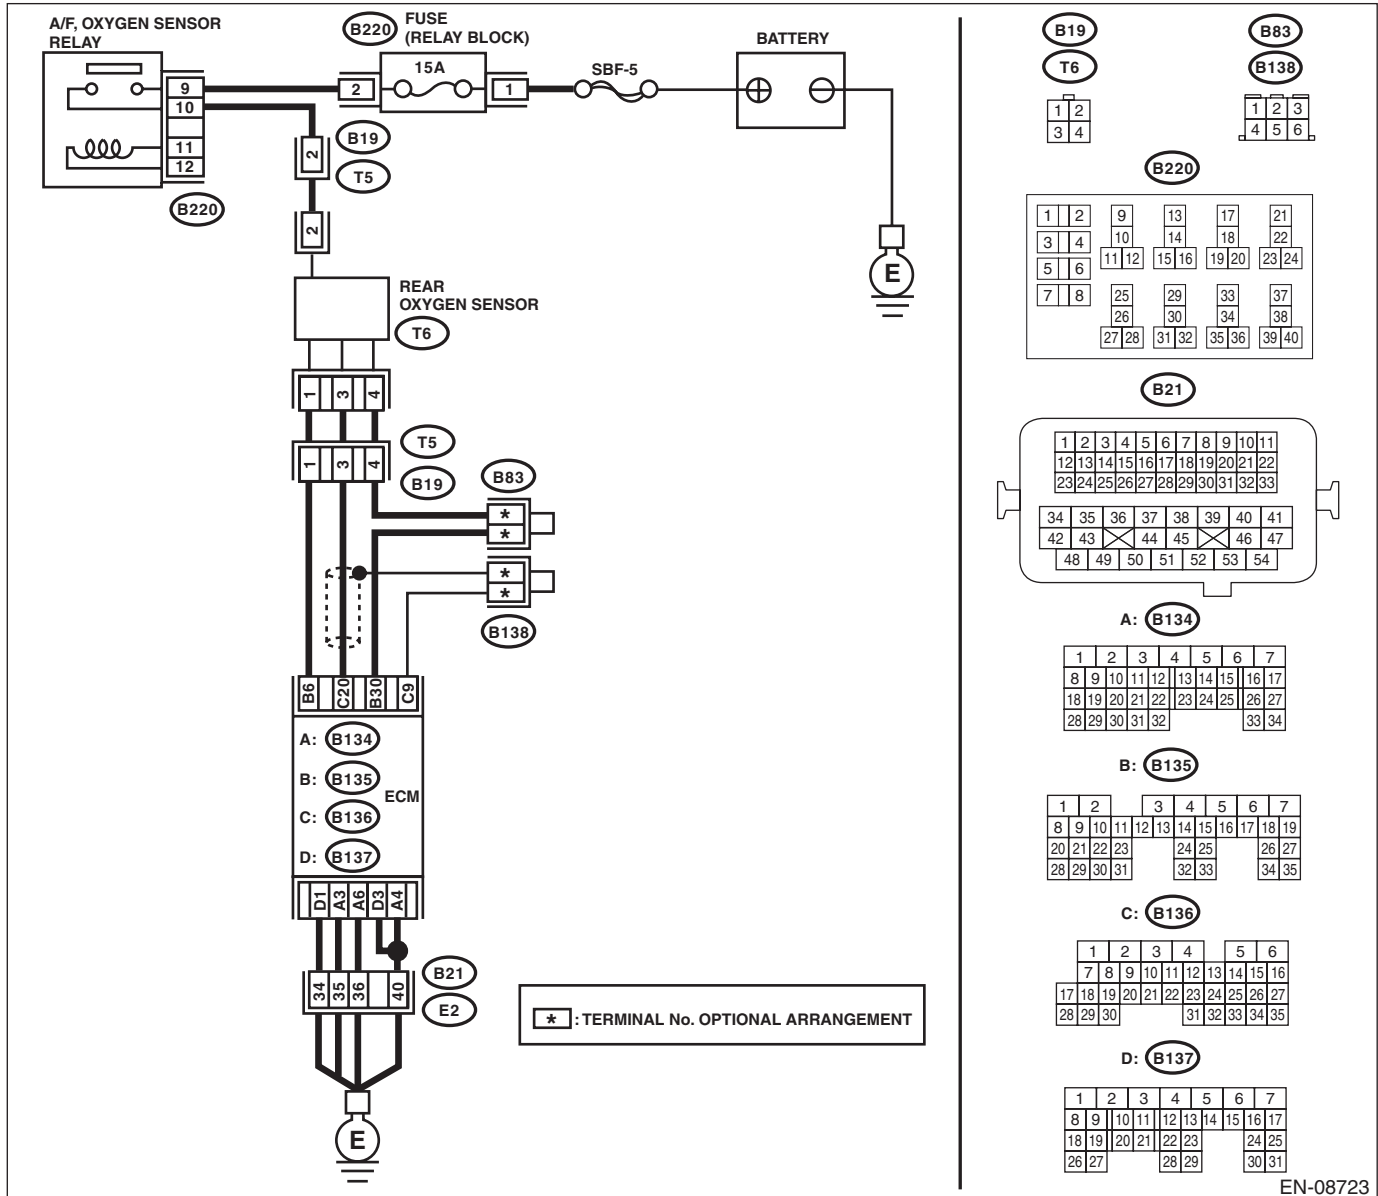 A/F, OXYGEN SENSOR
RELAY
B220
FUSE
(RELAY BLOCK)
15A
SBF-5
BATTERY
9
10
11
12
2
1
B220
2
B19
T5
2
E
REAR
OXYGEN SENSOR
T6
1 3 4
T5
1 3 4
B19
B83
*
*
*
*
B138
B6 C20 B30 C9
A: B134
B: B135
ECM
C: B136
D: B137
D1 A3 A6 D3 A4
34 35 36 40
B21
E2
E
* : TERMINAL No. OPTIONAL ARRANGEMENT
B19
T6
1 2
3 4
B83
B138
1 2 3
4 5 6
B220
1 2 9 13 17 21
3 4 10 14 18 22
5 6 11 12 15 16 19 20 23 24
7 8 25 29 33 37
26 30 34 38
27 28 31 32 35 36 39 40
B21
1 2 3 4 5 6 7 8 9 10 11
12 13 14 15 16 17 18 19 20 21 22
23 24 25 26 27 28 29 30 31 32 33
34 35 36 37 38 39 40 41
42 43 44 45 46 47
48 49 50 51 52 53 54
A: B134
1 2 3 4 5 6 7
8 9 10 11 12 13 14 15 16 17
18 19 20 21 22 23 24 25 26 27
28 29 30 31 32 33 34
B: B135
1 2 3 4 5 6 7
8 9 10 11 12 13 14 15 16 17 18 19
20 21 22 23 24 25 26 27
28 29 30 31 32 33 34 35
C: B136
1 2 3 4 5 6
7 8 9 10 11 12 13 14 15 16
17 18 19 20 21 22 23 24 25 26 27
28 29 30 31 32 33 34 35
D: B137
1 2 3 4 5 6 7
8 9 10 11 12 13 14 15 16 17
18 19 20 21 22 23 24 25
26 27 28 29 30 31
EN-08723